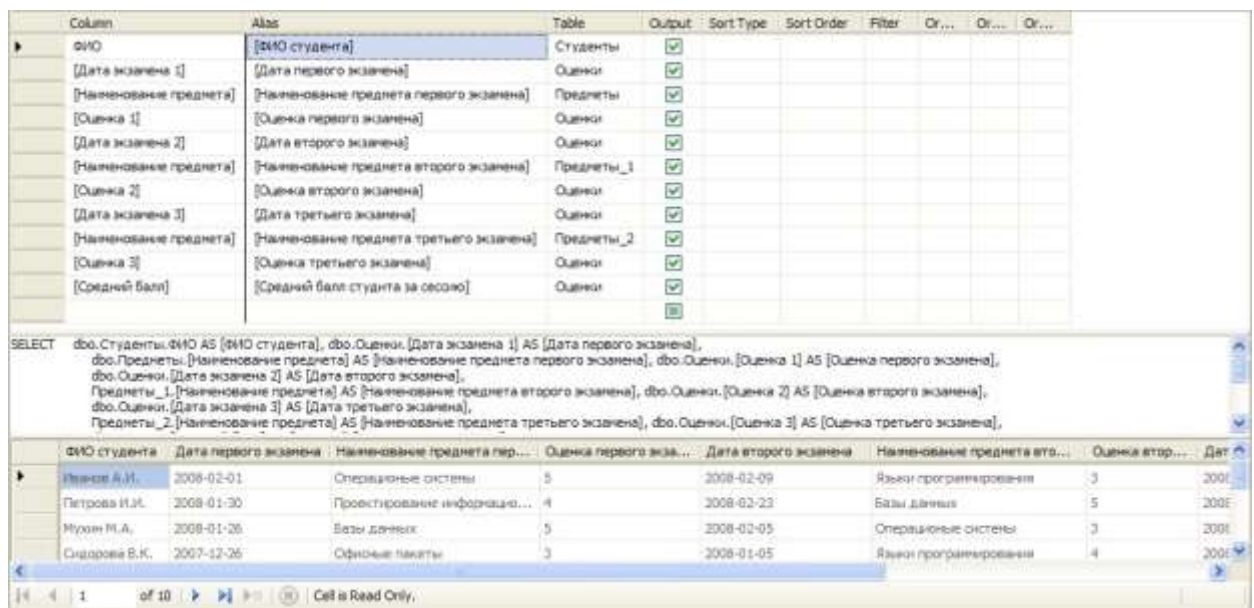 Column Alias Table Output Sort Type Sort Order Filter Or... Or... Or...
ФИО [ФИО студента] Студенты
[Дата экзамена 1] [Дата первого экзамена] Оценки
[Наименование предмета] [Наименование предмета первого экзамена] Предметы
[Оценка 1] [Оценка первого экзамена] Оценки
[Дата экзамена 2] [Дата второго экзамена] Оценки
[Наименование предмета] [Наименование предмета второго экзамена] Предметы_1
[Оценка 2] [Оценка второго экзамена] Оценки
[Дата экзамена 3] [Дата третьего экзамена] Оценки
[Наименование предмета] [Наименование предмета третьего экзамена] Предметы_2
[Оценка 3] [Оценка третьего экзамена] Оценки
[Средний балл] [Средний балл студнта за сессию] Оценки
SELECT dbo.Студенты.ФИО AS [ФИО студента], dbo.Оценки.[Дата экзамена 1] AS [Дата первого экзамена],
dbo.Предметы.[Наименование предмета] AS [Наименование предмета первого экзамена], dbo.Оценки.[Оценка 1] AS [Оценка первого экзамена],
dbo.Оценки.[Дата экзамена 2] AS [Дата второго экзамена],
Предметы_1.[Наименование предмета] AS [Наименование предмета второго экзамена], dbo.Оценки.[Оценка 2] AS [Оценка второго экзамена],
dbo.Оценки.[Дата экзамена 3] AS [Дата третьего экзамена],
Предметы_2.[Наименование предмета] AS [Наименование предмета третьего экзамена], dbo.Оценки.[Оценка 3] AS [Оценка третьего экзамена],
ФИО студента Дата первого экзамена Наименование предмета пер... Оценка первого экза... Дата второго экзамена Наименование предмета вто... Оценка втор... Дат
Иванов А.И. 2008-02-01 Операционые системы 5 2008-02-09 Языки программирования 3 2008
Петрова И.И. 2008-01-30 Проектирование информацио... 4 2008-02-23 Базы данных 5 2008
Мухин М.А. 2008-01-26 Базы данных 5 2008-02-05 Операционые системы 3 2008
Сидорова В.К. 2007-12-26 Офисные пакеты 3 2008-01-05 Языки программирования 4 2008
1 of 10 Cell is Read Only.